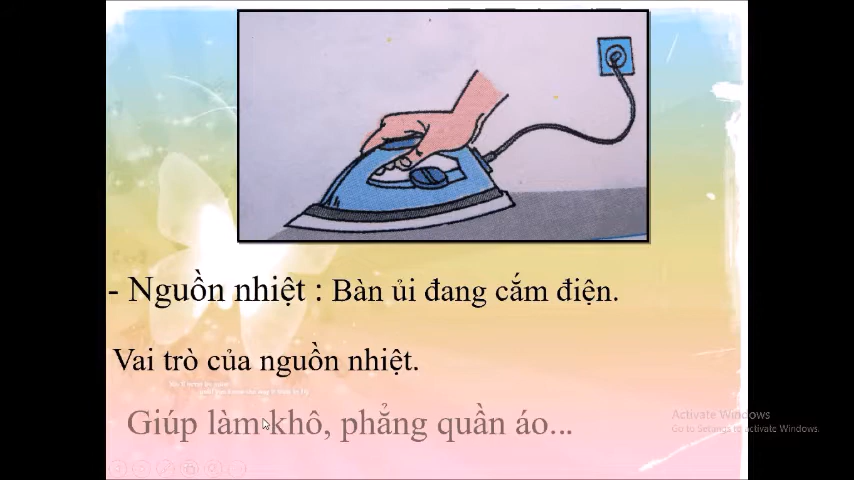 - Nguồn nhiệt : Bàn ủi đang cắm điện.
Vai trò của nguồn nhiệt.
Giúp làm khô, phẳng quần áo...
Activate Windows
Go to Settings to activate Windows.